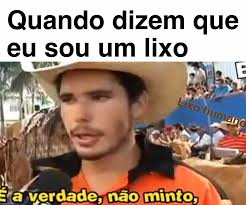 Quando dizem que
eu sou um lixo
Lixo humano
É a verdade, não minto,